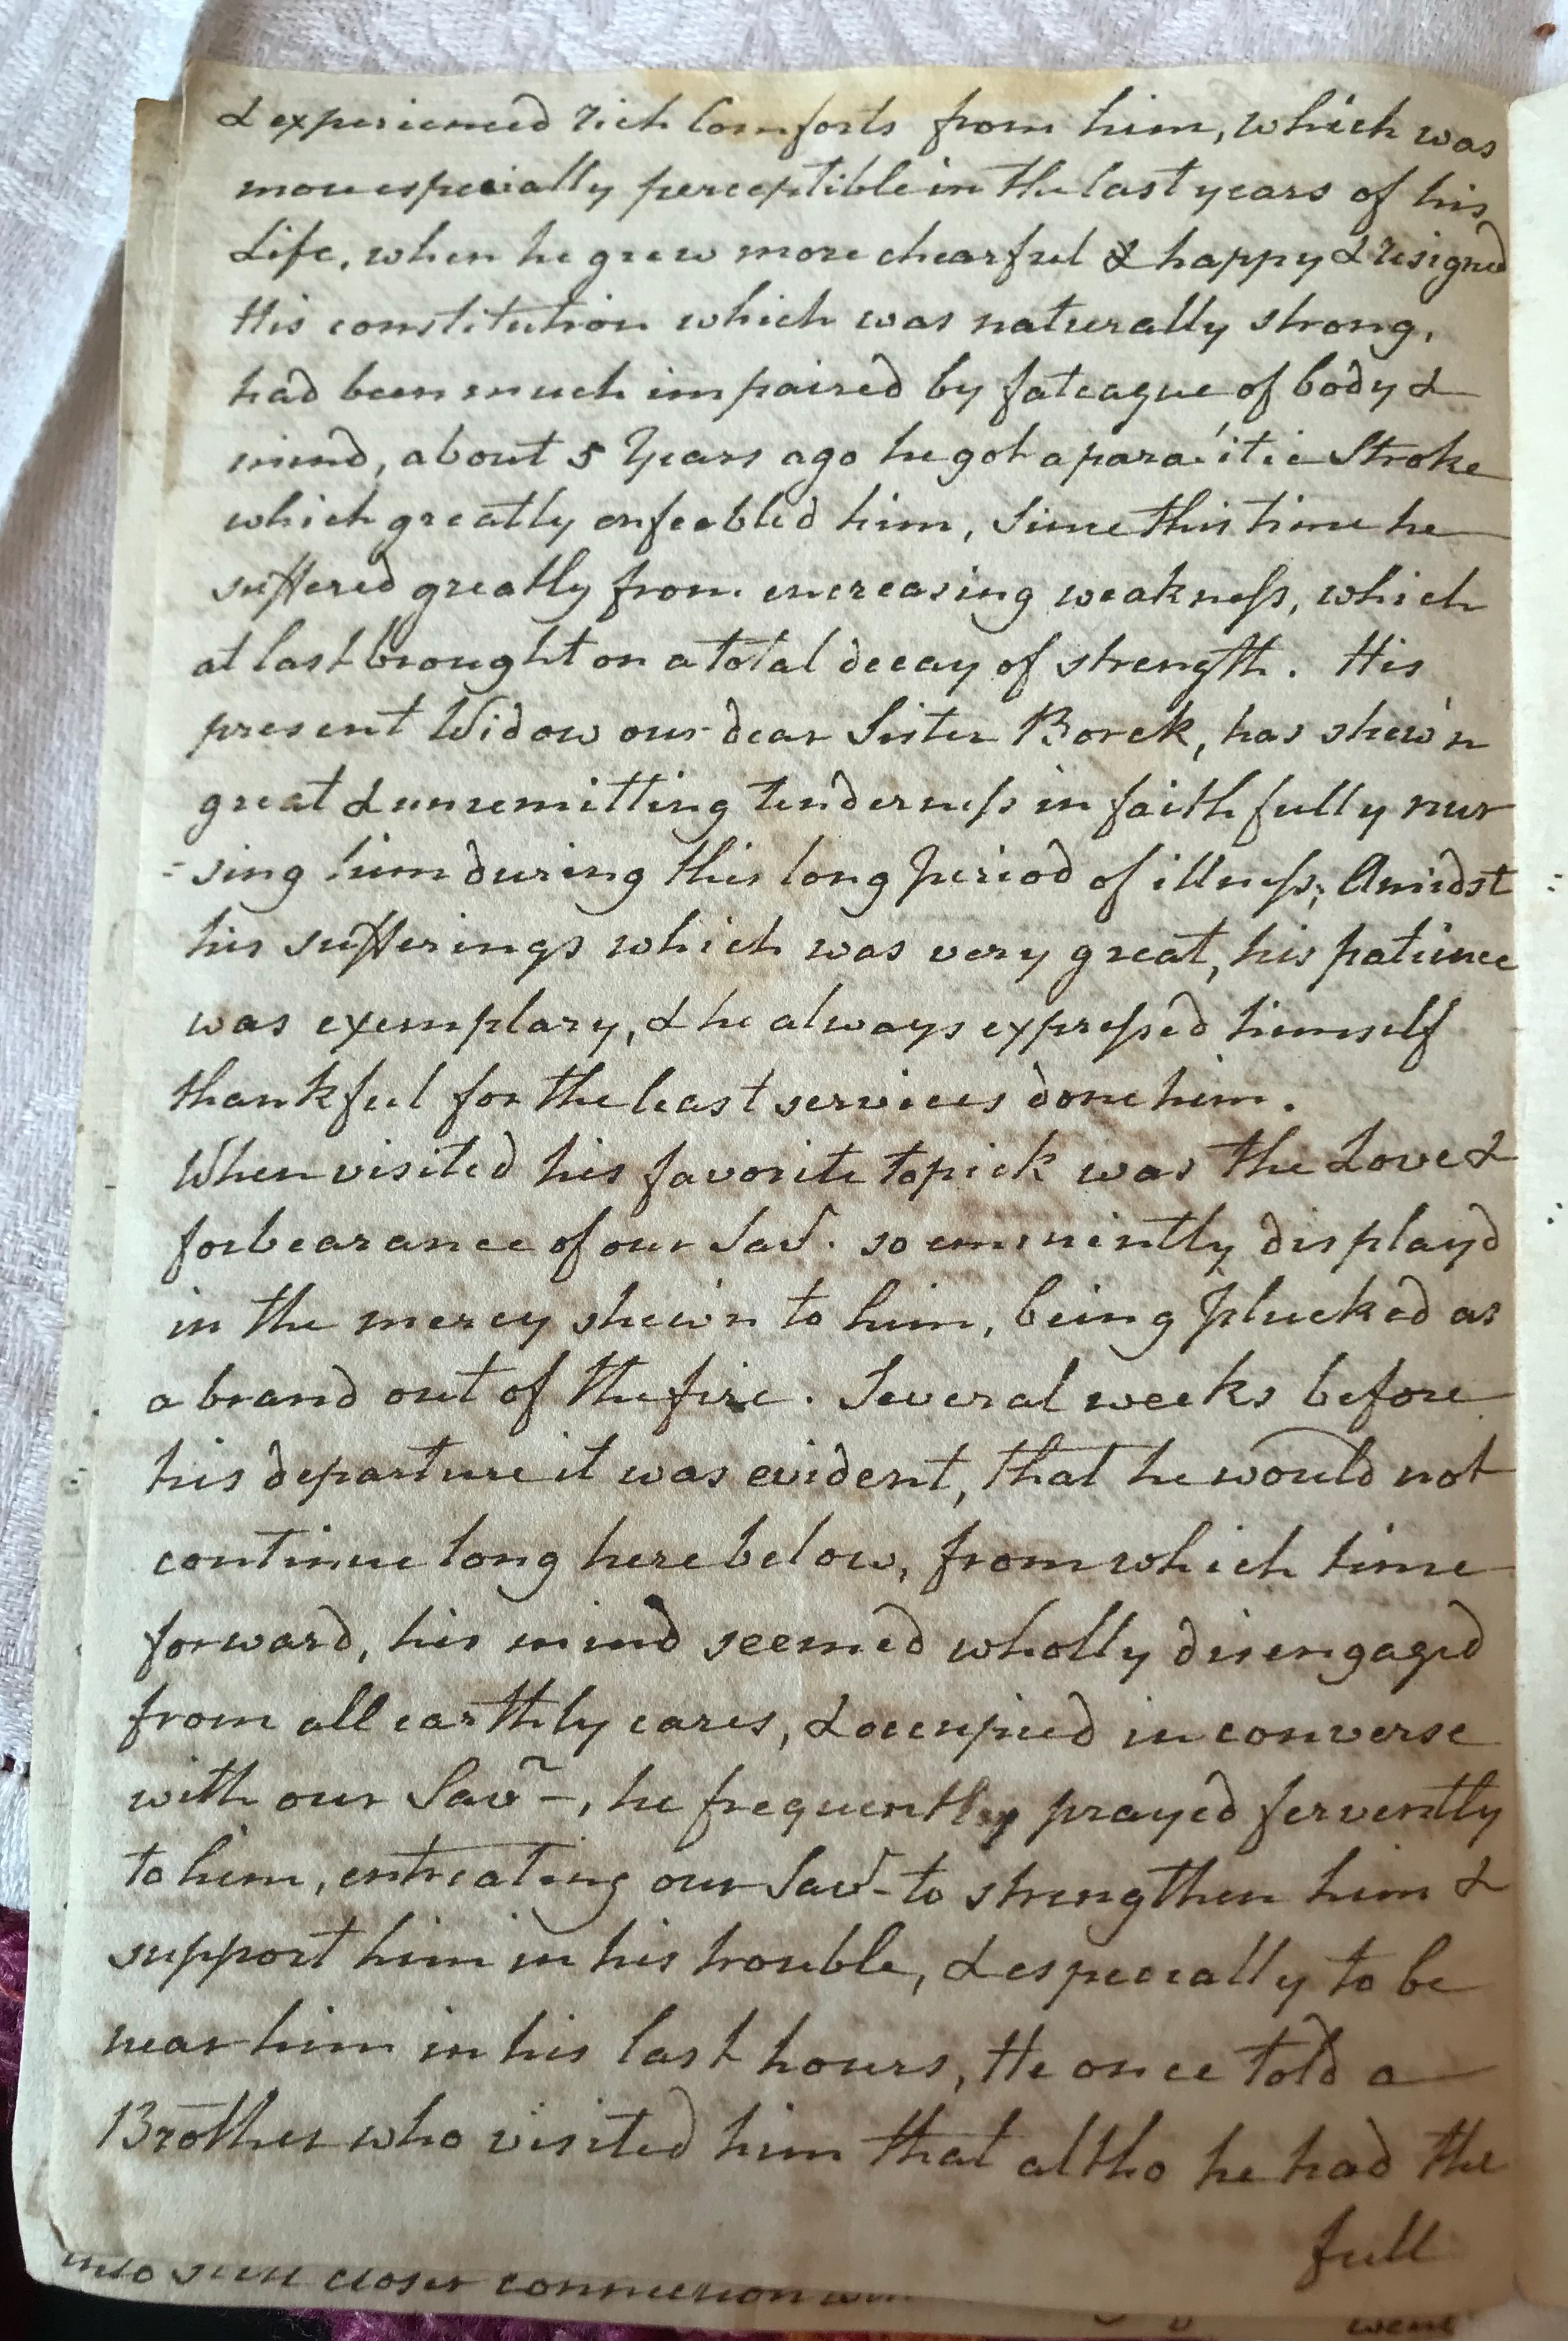 & experienced rich Comforts from him, which was
more especially perceptible in the last years of his
Life, when he grew more chearful & happy & resigned
His constitution which was naturally strong,
had been much impaired by fateague of body &
mind, about 5 Years ago he got a paralitic Stroke
which greatly enfeebled him, Since this time he
suffered greatly from encreasing weakness, which
at last brought on a total decay of strength. His
present Widow our dear Sister Borck, has shew'n
great & unremitting tenderness in faithfully nur
-sing him during this long Period of illness; Amidst
his sufferings which was very great, his patience
was exemplary, & he always expressed himself
thankful for the least services done him.
When visited his favorite topick was the Love &
forbearance of our Savr. so eminently displayd
in the mercy shew'n to him, being plucked as
a brand out of the fire. Several weeks before
his departure it was evident, that he would not
continue long here below, from which time
forward, his mind seemed wholly disengaged
from all earthly cares, & occupied in converse
with our Savr-, he frequently prayed fervently
to him, entreating our Savr- to strengthen him &
support him in his trouble, & especially to be
near him in his last hours, He once told a
Brother who visited him that altho he had the
full
into closer connexion
went